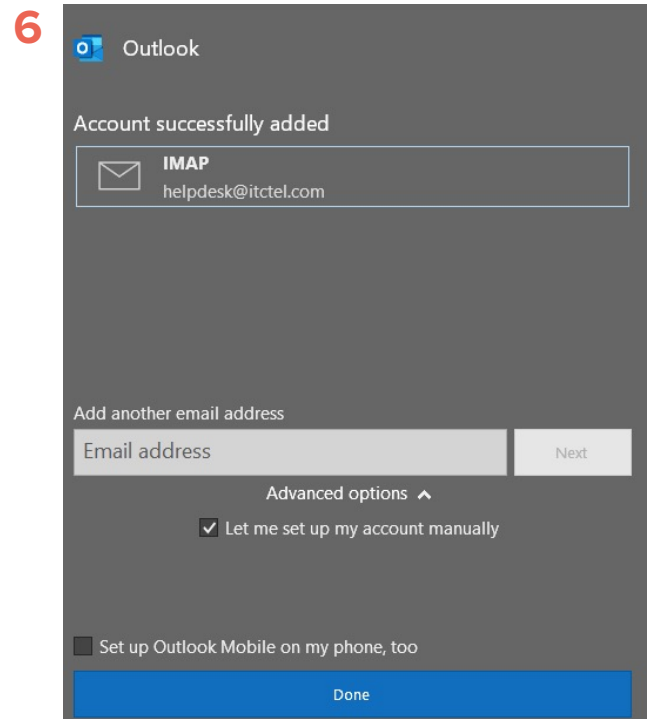 6
Outlook
Account successfully added
IMAP
helpdesk@itctel.com
Add another email address
Email address
Next
Advanced options
Let me set up my account manually
Set up Outlook Mobile on my phone, too
Done